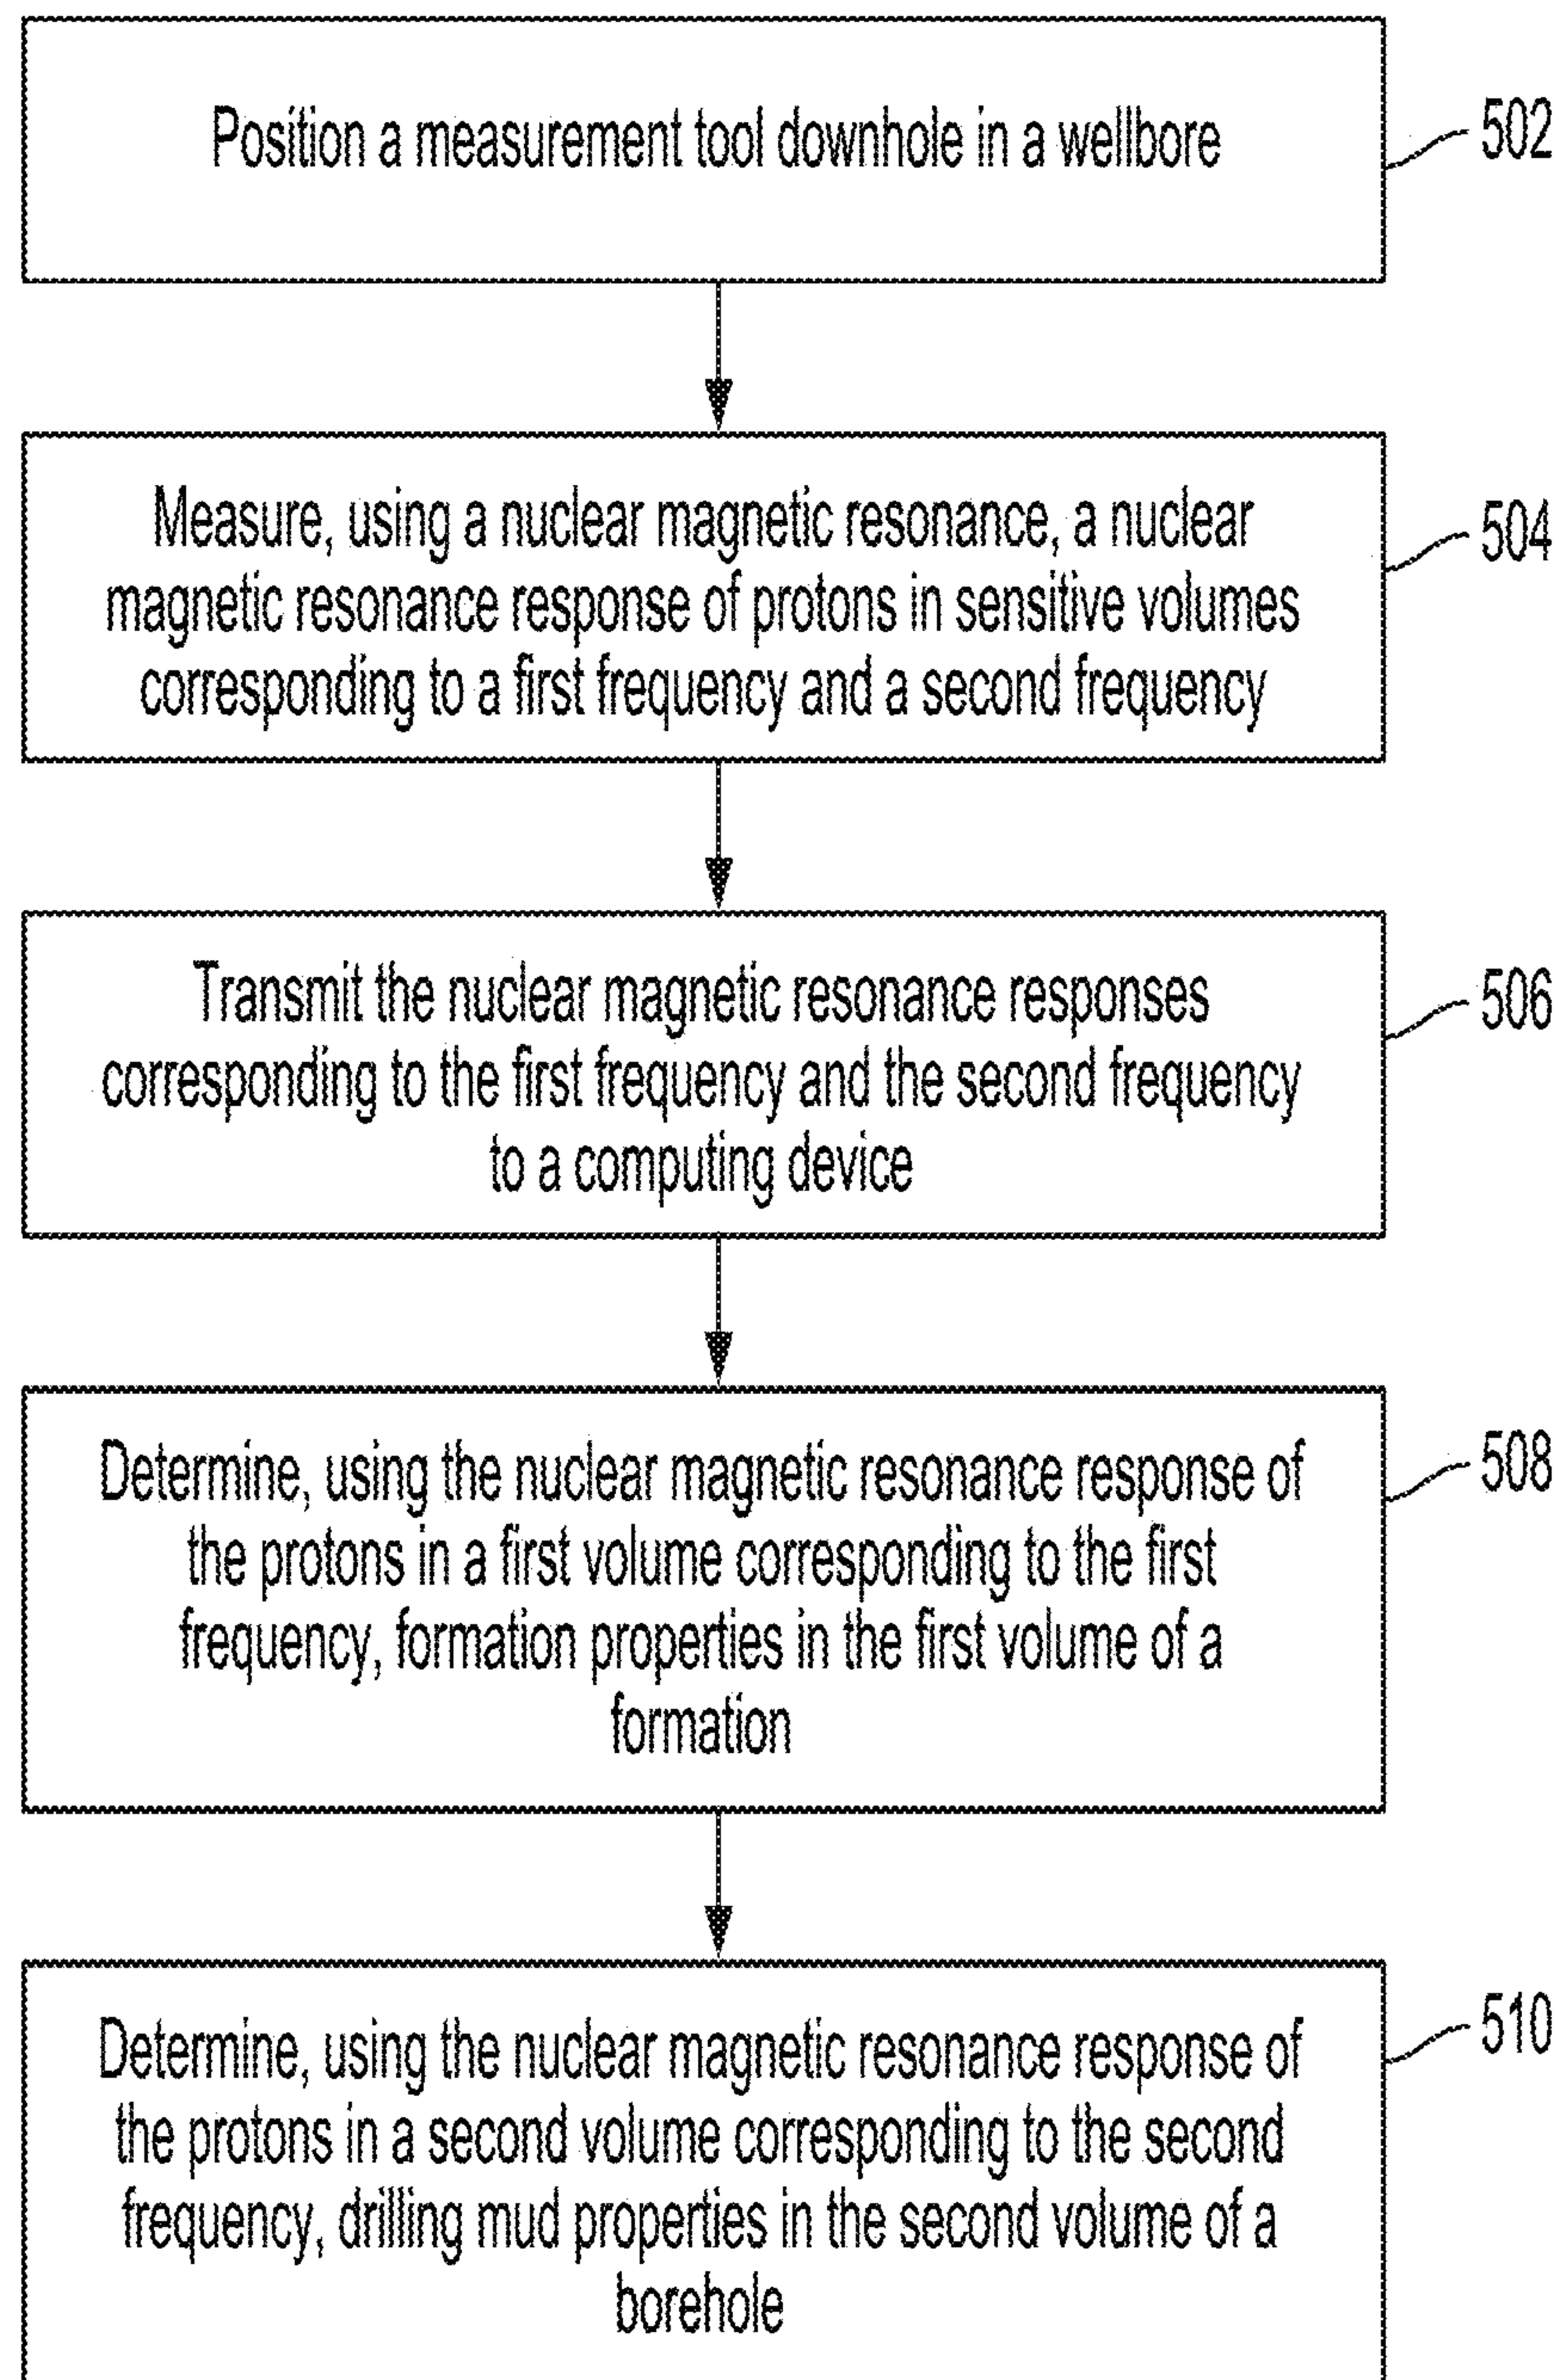 Position a measurement tool downhole in a wellbore
502
Measure, using a nuclear magnetic resonance, a nuclear
magnetic resonance response of protons in sensitive volumes
corresponding to a first frequency and a second frequency
504
Transmit the nuclear magnetic resonance responses
corresponding to the first frequency and the second frequency
to a computing device
506
Determine, using the nuclear magnetic resonance response of
the protons in a first volume corresponding to the first
frequency, formation properties in the first volume of a
formation
508
Determine, using the nuclear magnetic resonance response of
the protons in a second volume corresponding to the second
frequency, drilling mud properties in the second volume of a
borehole
510